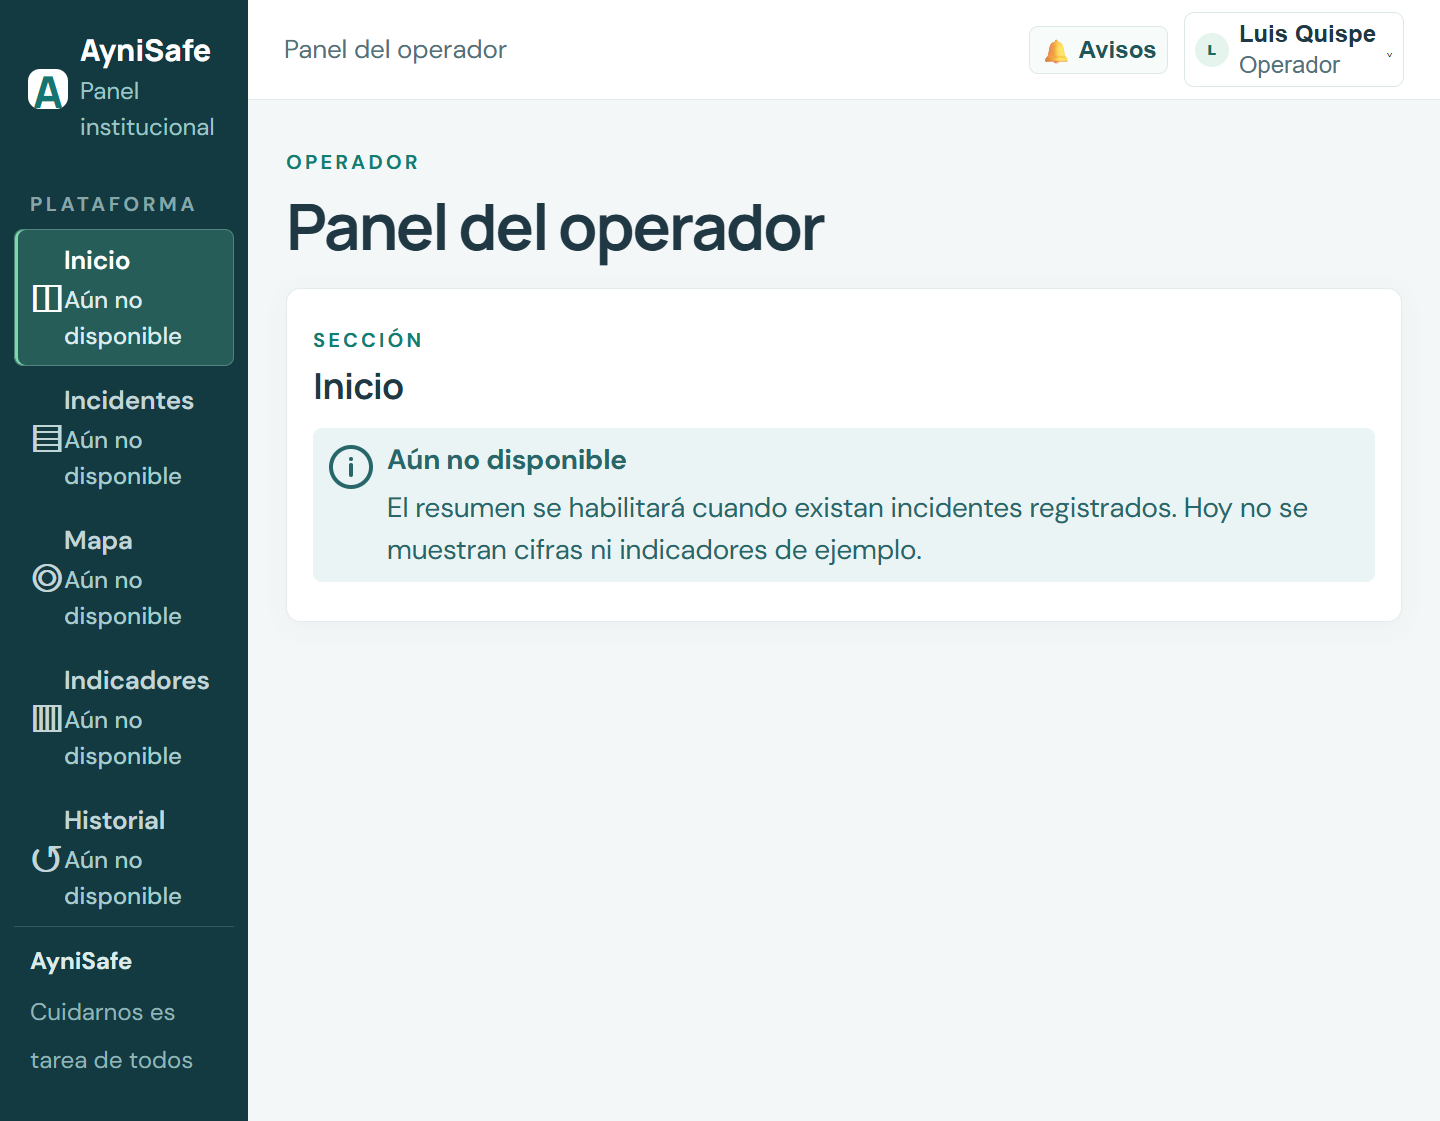 AyniSafe
A
Panel
institucional
PLATAFORMA
Inicio
Aún no
disponible
Incidentes
Aún no
disponible
Mapa
Aún no
disponible
Indicadores
Aún no
disponible
Historial
Aún no
disponible
AyniSafe
Cuidarnos es
tarea de todos
Panel del operador
Avisos
L
Luis Quispe
Operador
OPERADOR
Panel del operador
SECCIÓN
Inicio
Aún no disponible
El resumen se habilitará cuando existan incidentes registrados. Hoy no se
muestran cifras ni indicadores de ejemplo.